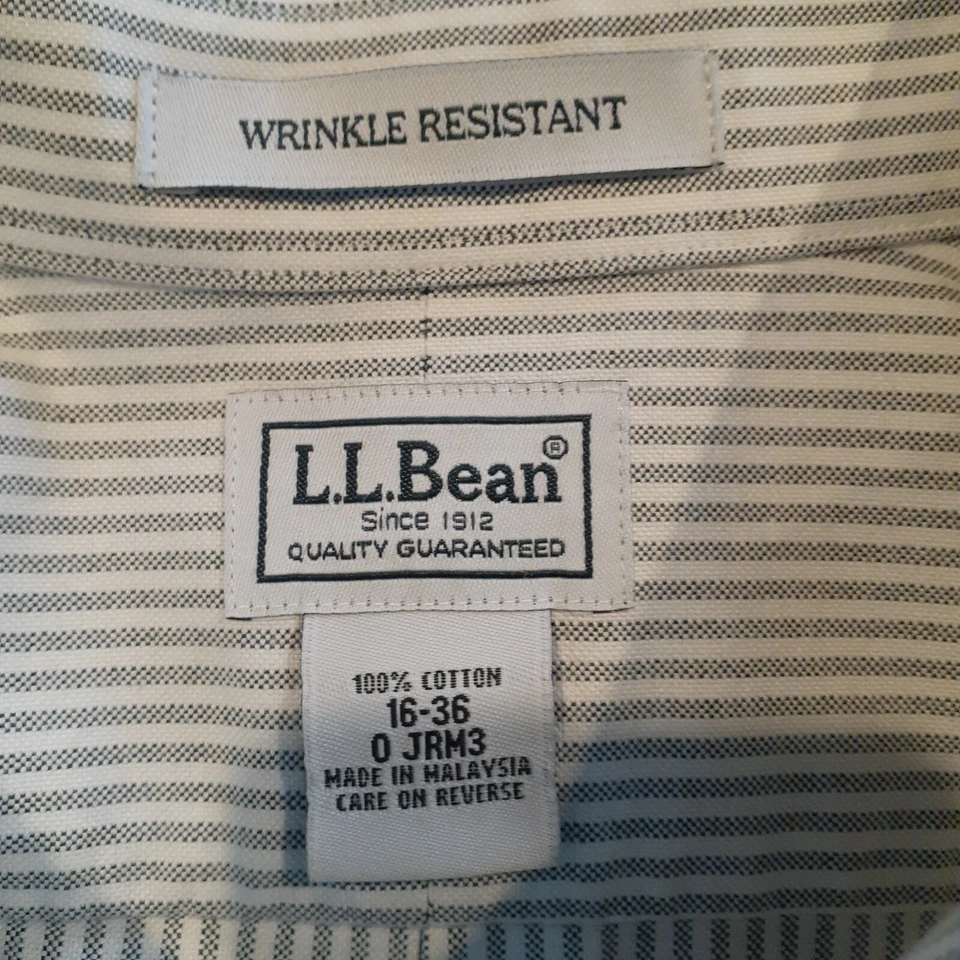 WRINKLE RESISTANT
L.L.Bean®
Since 1912
QUALITY GUARANTEED
100% COTTON
16-36
0 JRM3
MADE IN MALAYSIA
CARE ON REVERSE